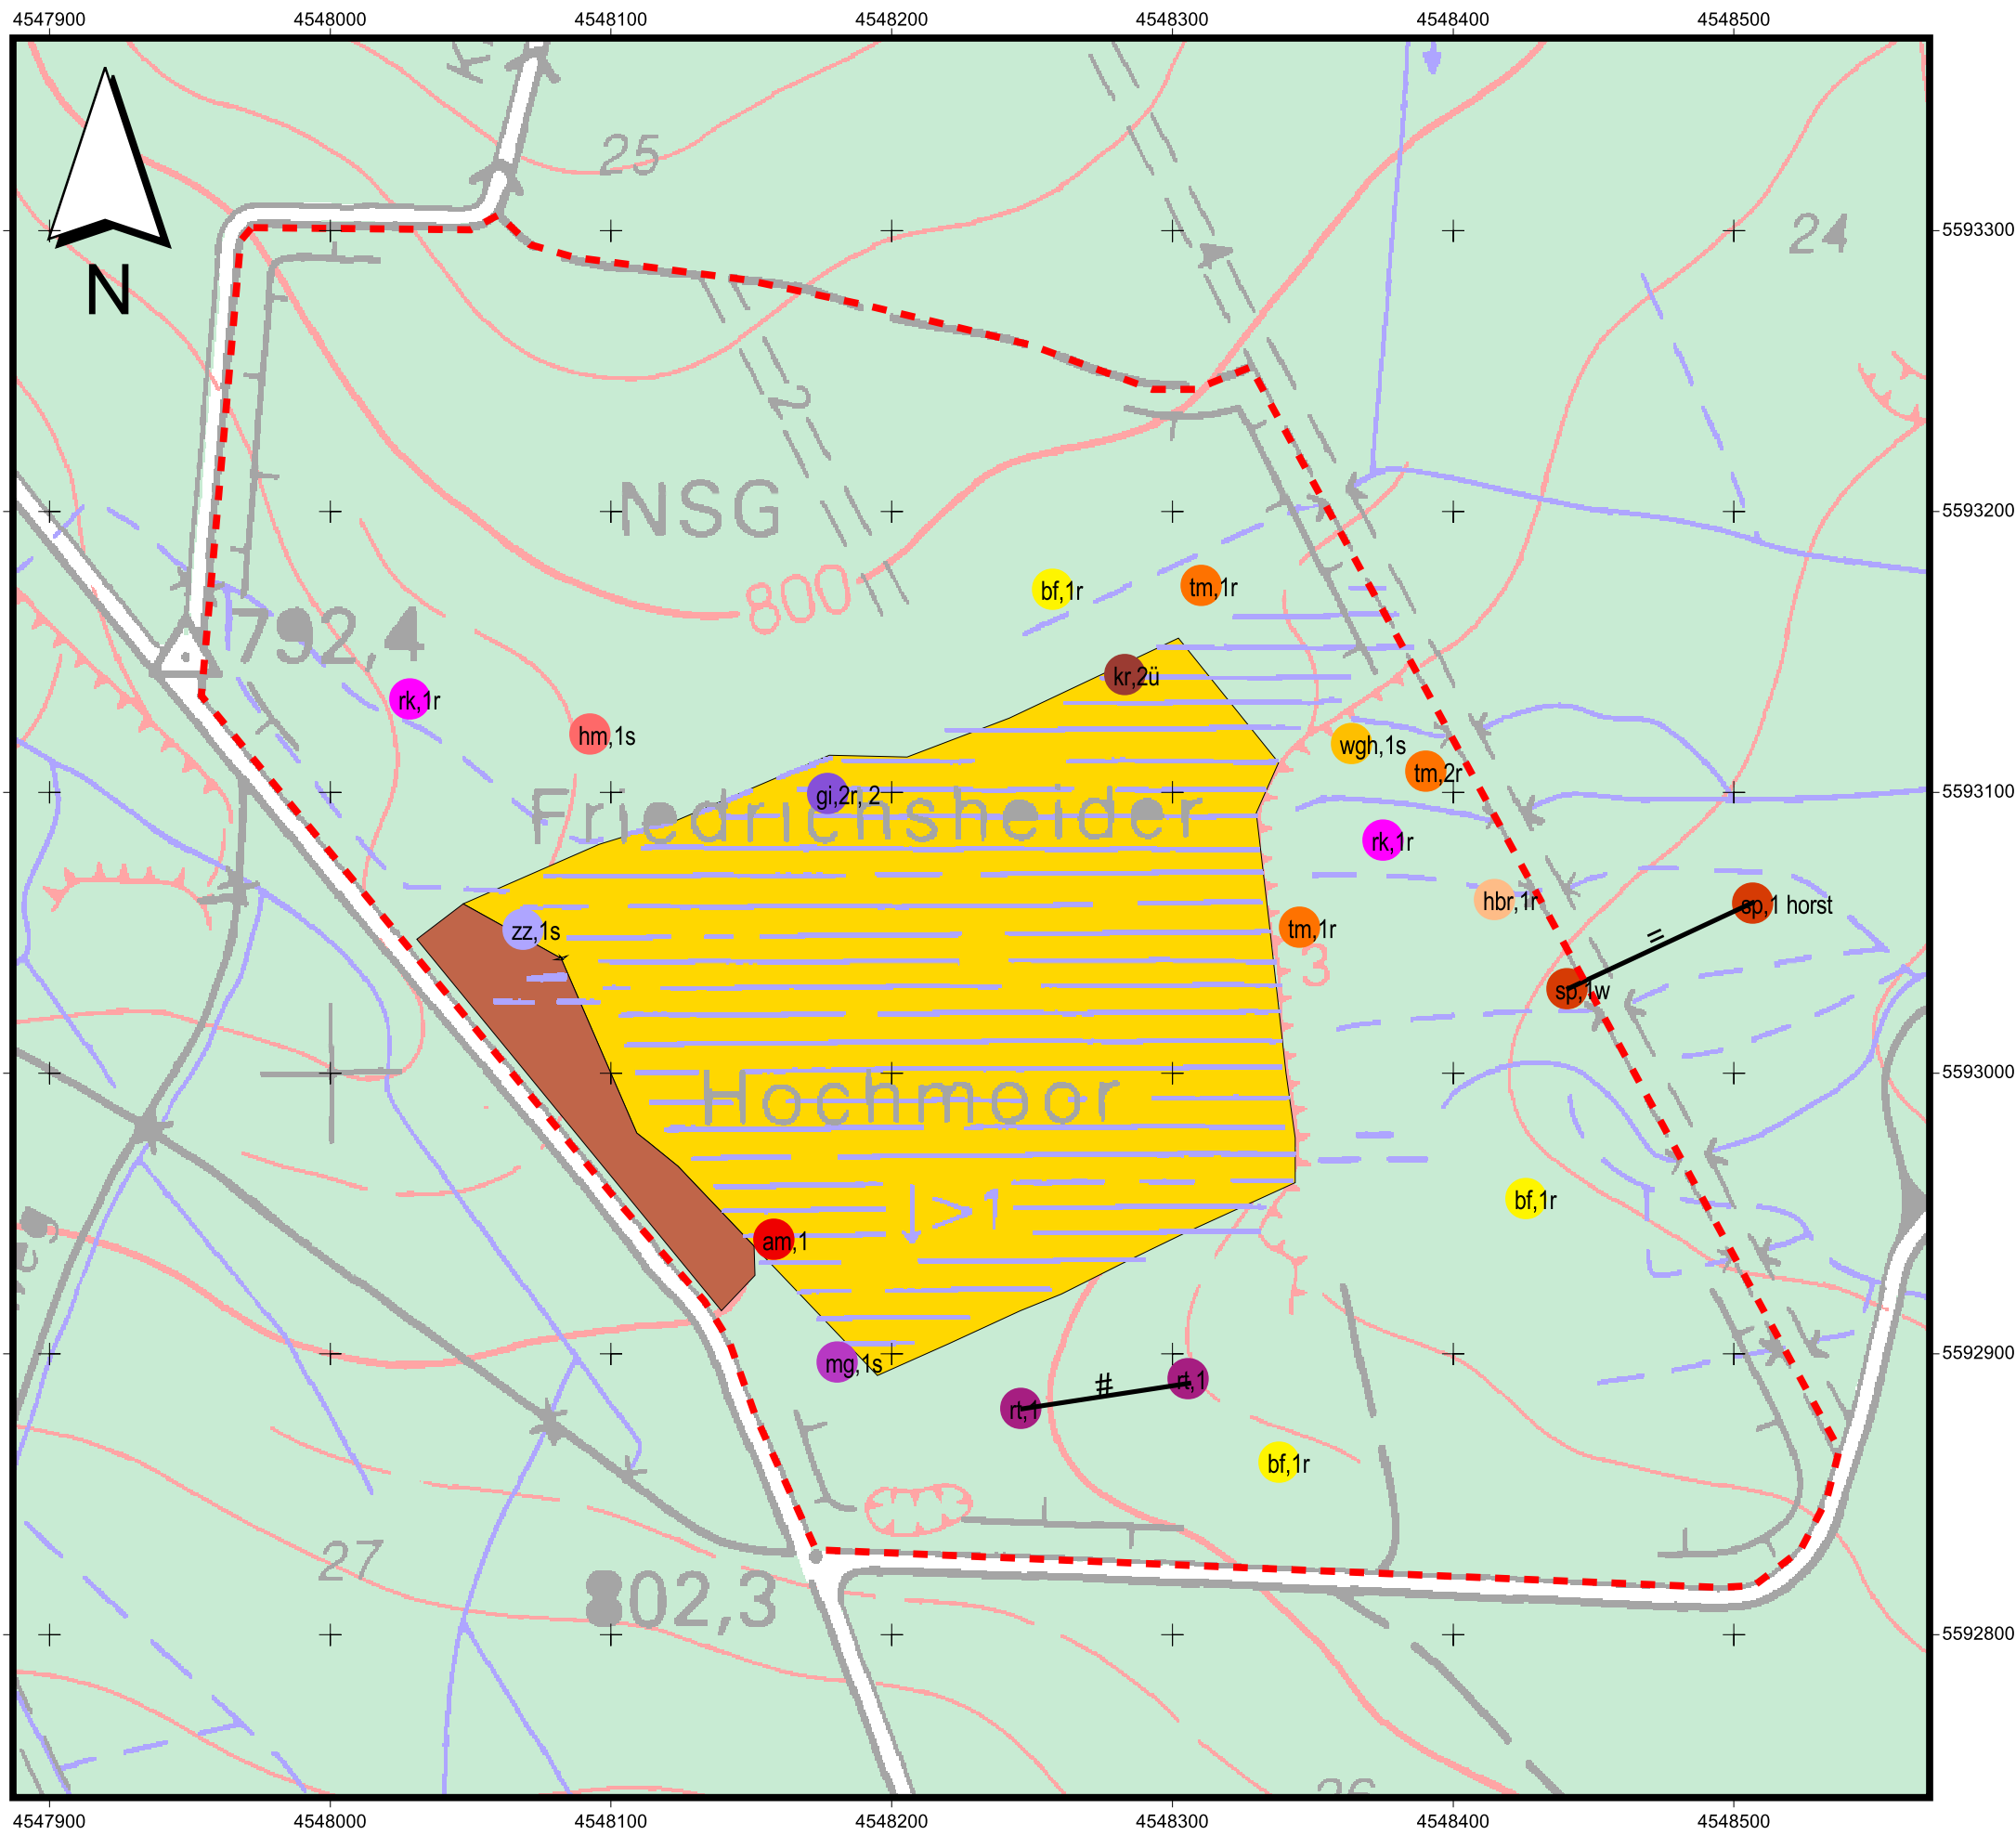 4547900 4548000 4548100 4548200 4548300 4548400 4548500
25
24
5593300
N
2
NSG
5593200
800
bf,1r
tm,1r
792,4
rk,1r
kr,2ü
hm,1s
wgh,1s
tm,2r
gi,2r, 2
5593100
Friedrichsheider
rk,1r
hbr,1r
sp,1 horst
zz,1s
tm,1r
3
sp,1w
5593000
Hochmoor
>1
bf,1r
am,1
5592900
mg,1s
rt,1
#
rt,1
=
bf,1r
27
802,3
5592800
26
4547900 4548000 4548100 4548200 4548300 4548400 4548500